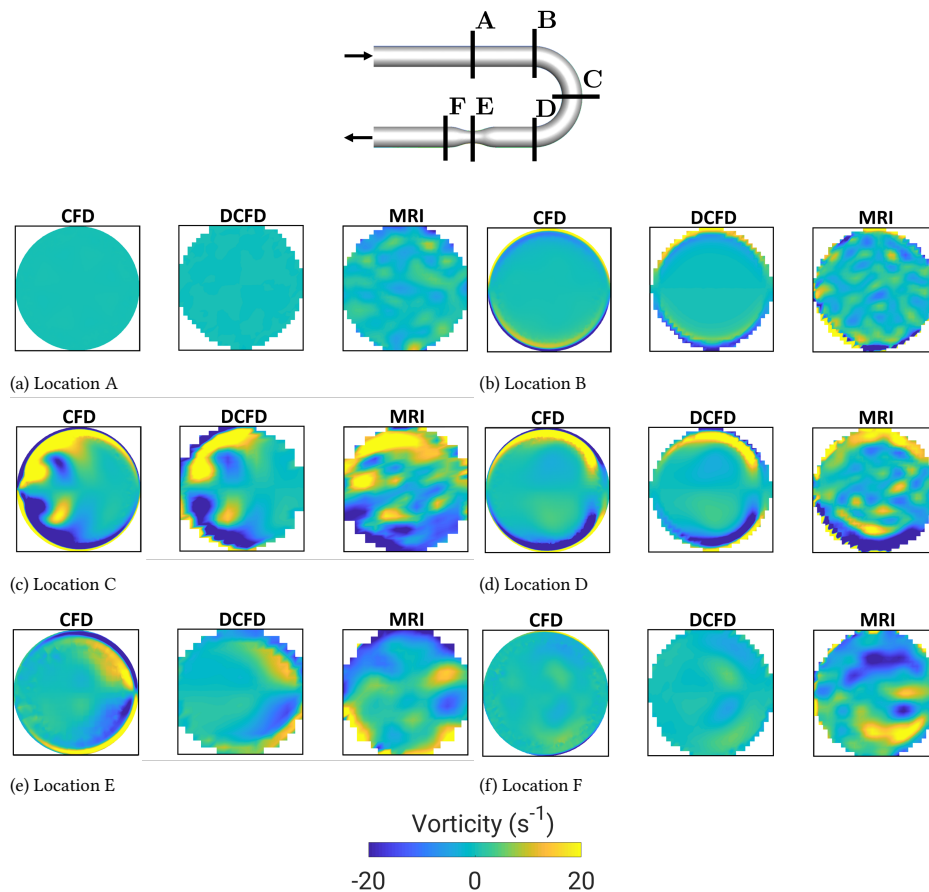 A
B
C
F E D
CFD DCFD MRI CFD DCFD MRI
(a) Location A (b) Location B
CFD DCFD MRI CFD DCFD MRI
(c) Location C (d) Location D
CFD DCFD MRI CFD DCFD MRI
(e) Location E (f) Location F
Vorticity (s⁻¹)
-20 0 20